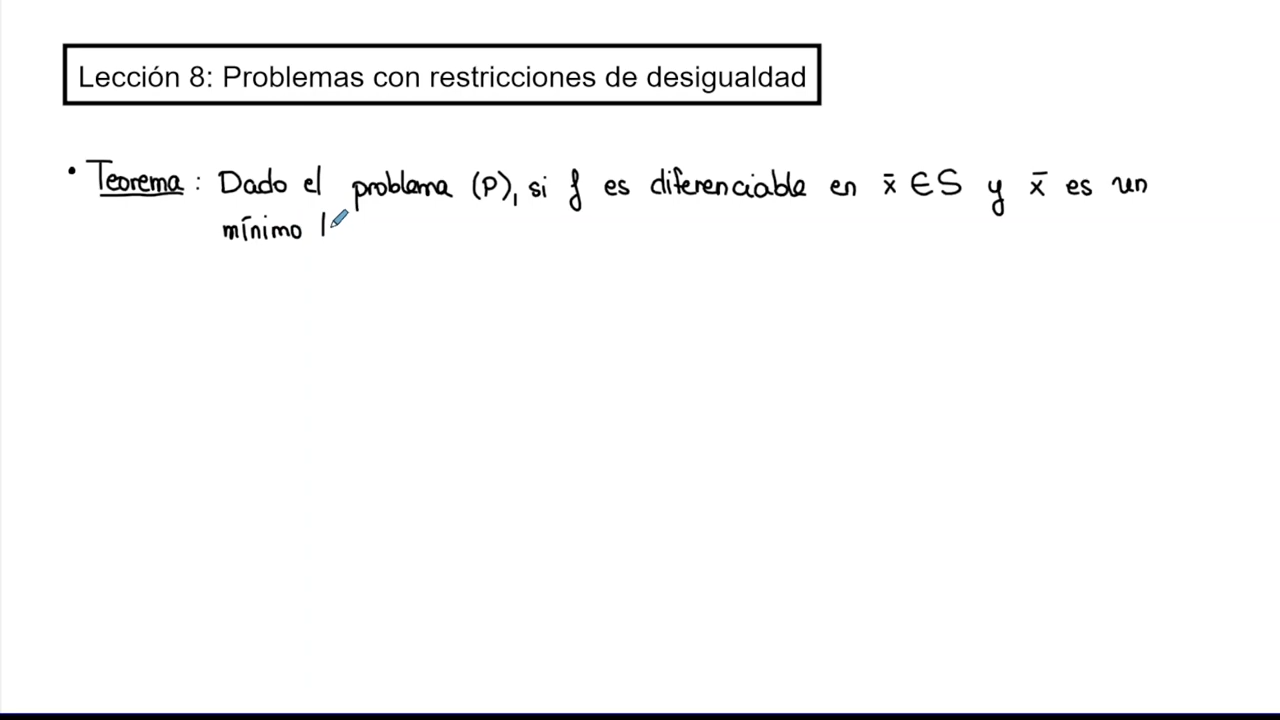 Lección 8: Problemas con restricciones de desigualdad
• Teorema: Dado el problema (P), si f es diferenciable en x̄ ∈ S y x̄ es un
mínimo l